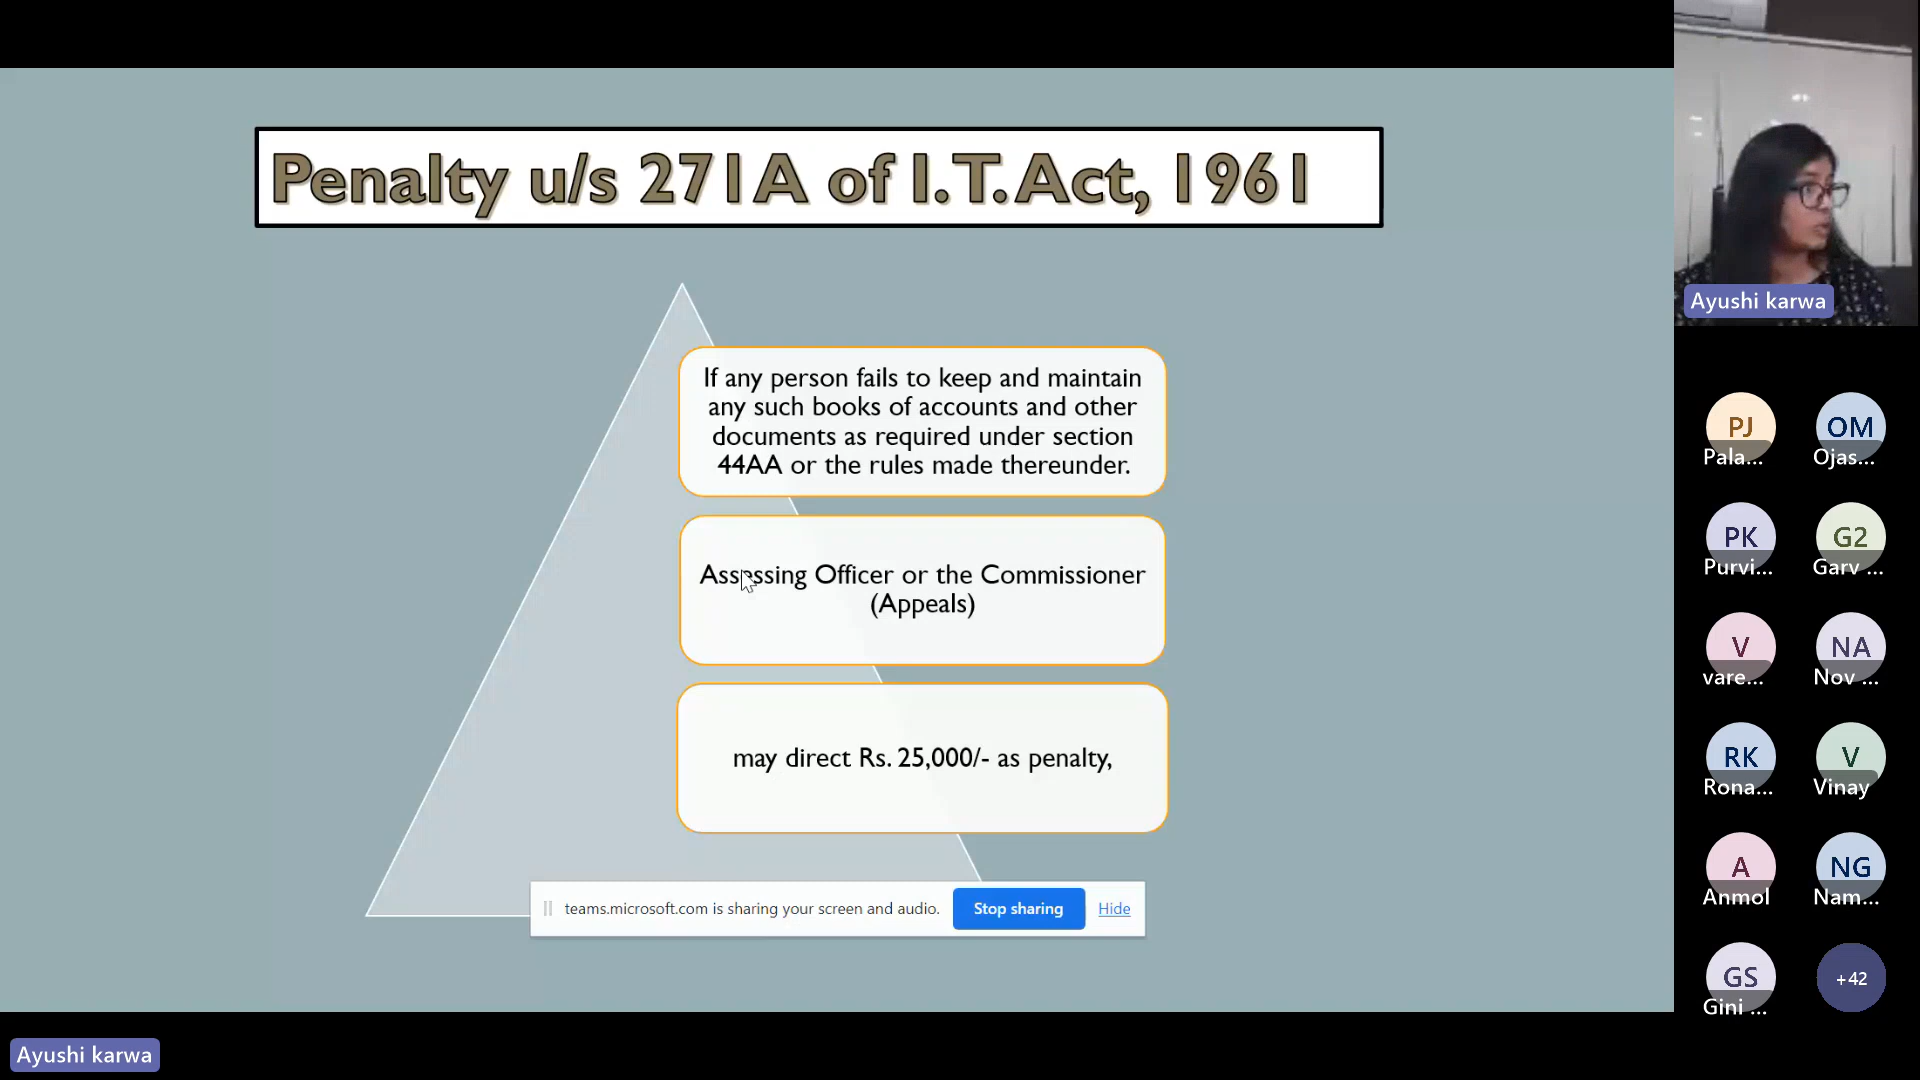 Penalty u/s 271A of I.T. Act, 1961
If any person fails to keep and maintain
any such books of accounts and other
documents as required under section
44AA or the rules made thereunder.
Assessing Officer or the Commissioner
(Appeals)
may direct Rs. 25,000/- as penalty,
teams.microsoft.com is sharing your screen and audio.
Stop sharing
Hide
Ayushi karwa
Ayushi karwa
PJ
Pala...
OM
Ojas...
PK
Purvi...
G2
Garv ...
V
vare...
NA
Nov ...
RK
Rona...
V
Vinay
A
Anmol
NG
Nam...
GS
Gini ...
+42